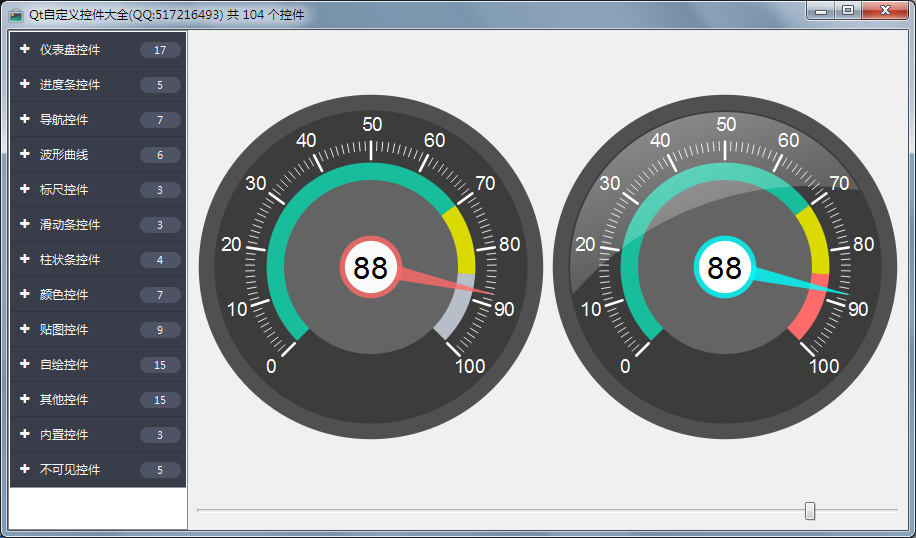 Qt自定义控件大全(QQ:517216493) 共 104 个控件
仪表盘控件 17
进度条控件 5
导航控件 7
波形曲线 6
标尺控件 3
滑动条控件 3
柱状条控件 4
颜色控件 7
贴图控件 9
自绘控件 15
其他控件 15
内置控件 3
不可见控件 5
0 10 20 30 40 50 60 70 80 90 100
88
0 10 20 30 40 50 60 70 80 90 100
88